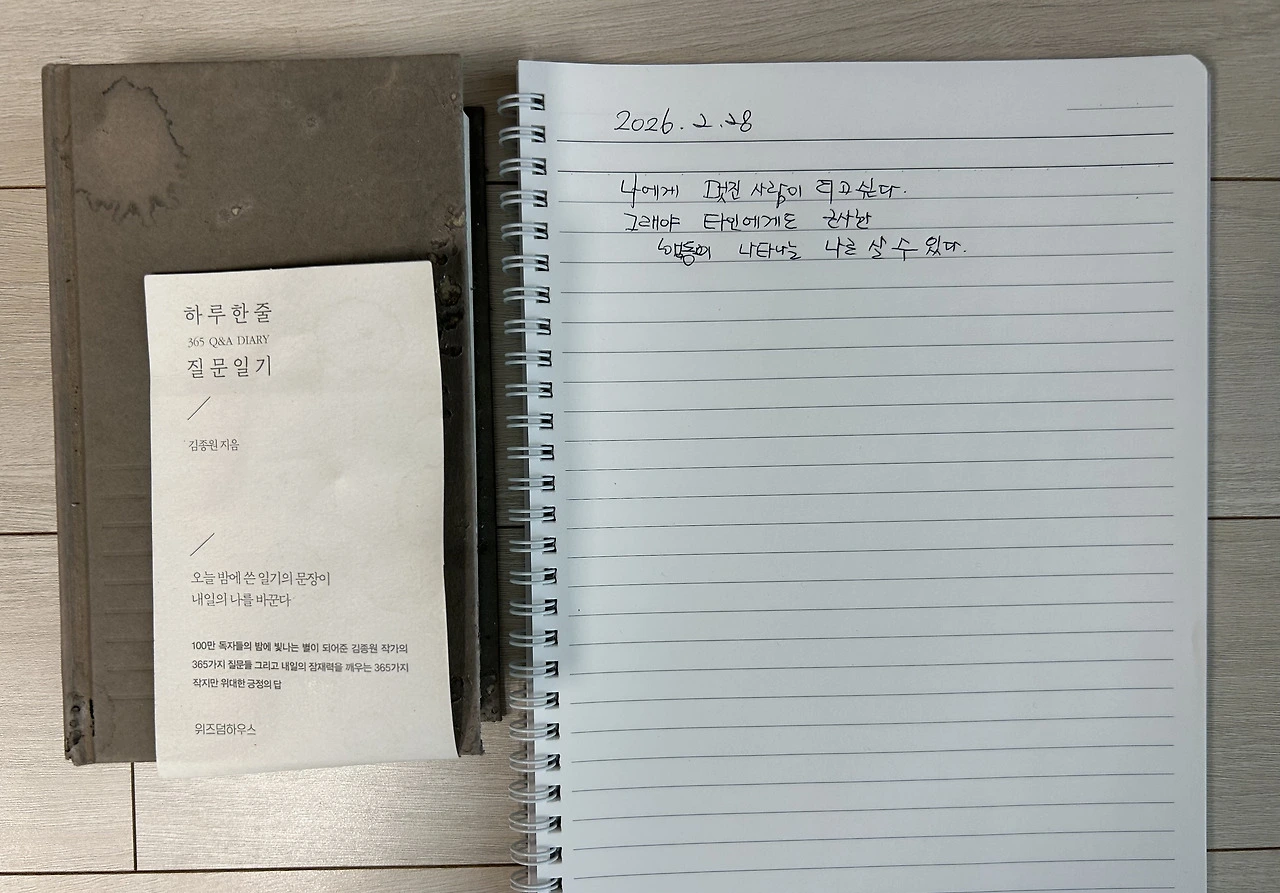 하루한줄
365 Q&A DIARY
질문일기
김종원 지음
오늘 밤에 쓴 일기의 문장이
내일의 나를 바꾼다
100만 독자들의 밤에 빛나는 별이 되어준 김종원 작가의
365가지 질문들 그리고 내일의 잠재력을 깨우는 365가지
작지만 위대한 긍정의 답
위즈덤하우스
2026. 2. 28
나에게 멋진 사람이 되고 싶다.
그래야 타인에게도 근사한
행동이 나타나는 나로 살 수 있다.